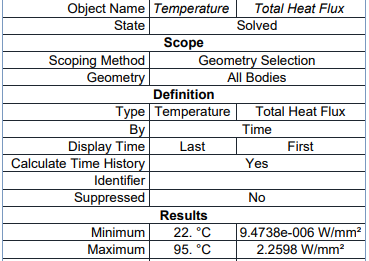 Object Name Temperature Total Heat Flux
State Solved
Scope
Scoping Method Geometry Selection
Geometry All Bodies
Definition
Type Temperature Total Heat Flux
By Time
Display Time Last First
Calculate Time History Yes
Identifier
Suppressed No
Results
Minimum 22. °C 9.4738e-006 W/mm²
Maximum 95. °C 2.2598 W/mm²